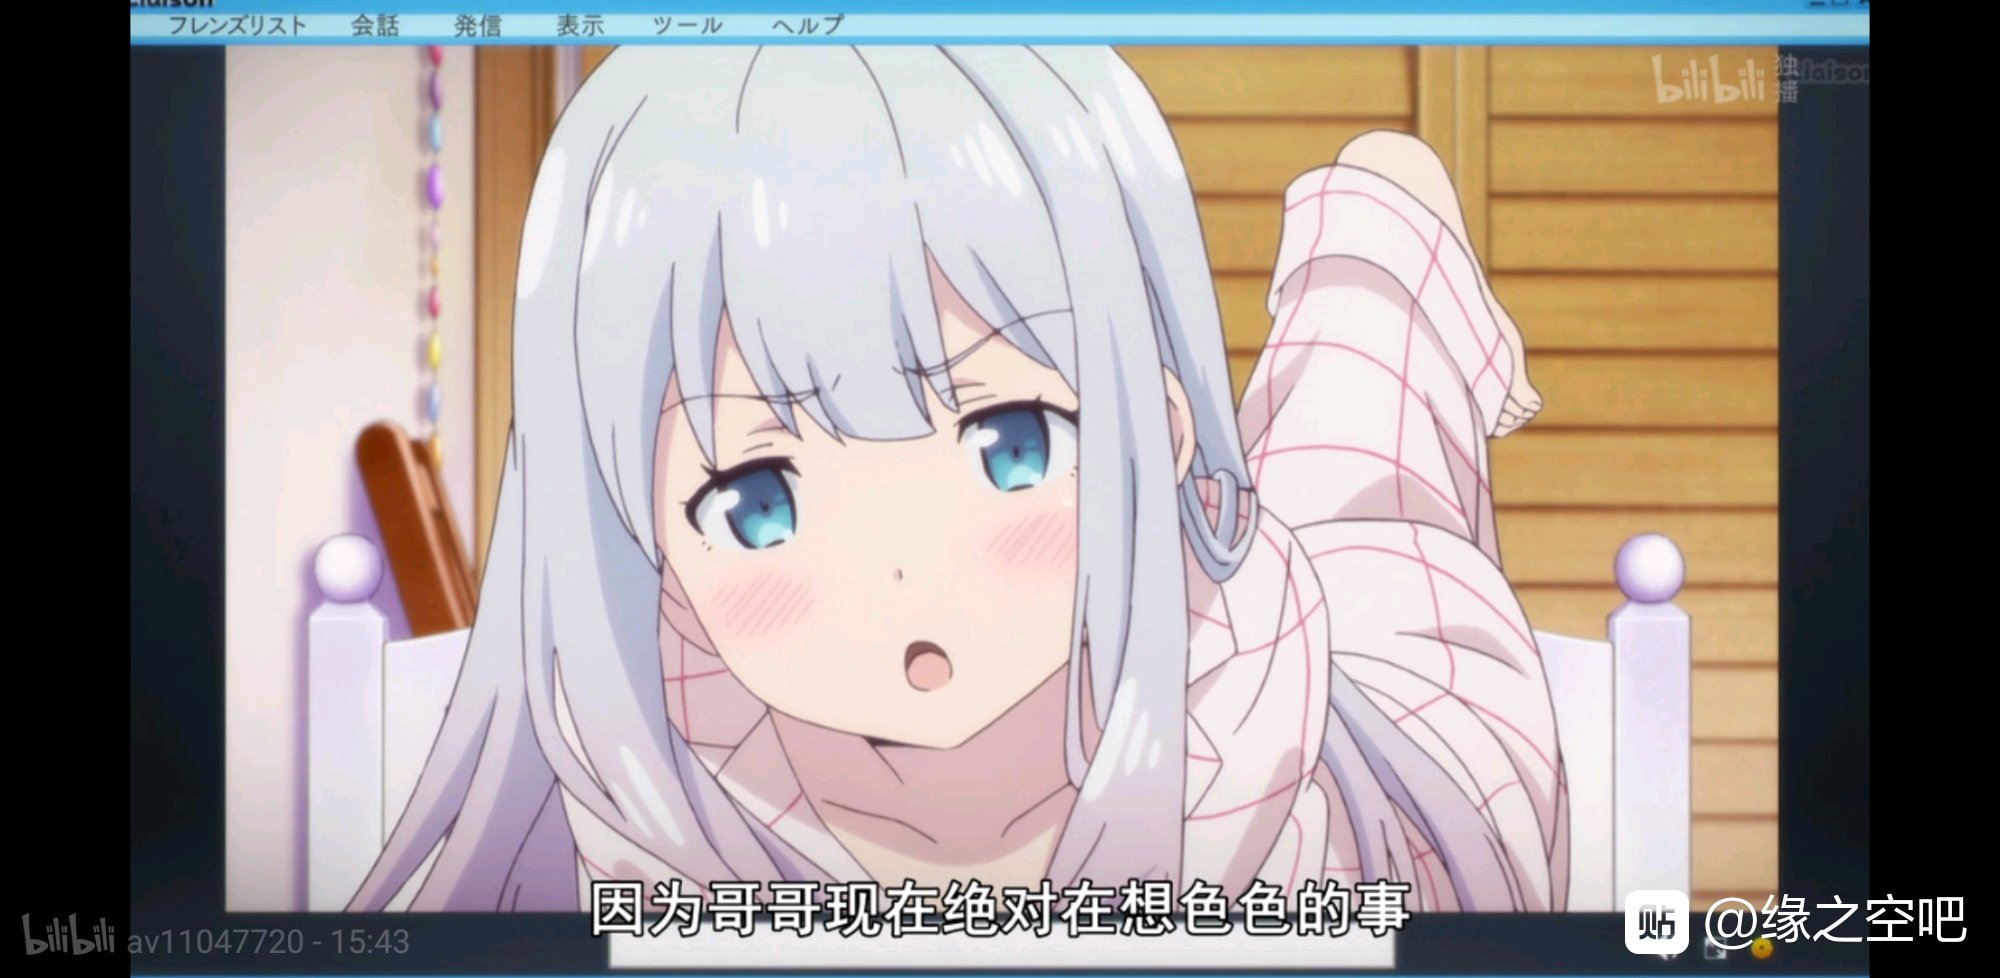 Liaison
フレンズリスト 会話 発信 表示 ツール ヘルプ
bilibili 独播
Liaison
因为哥哥现在绝对在想色色的事
bilibili av11047720 - 15:43
贴 @缘之空吧